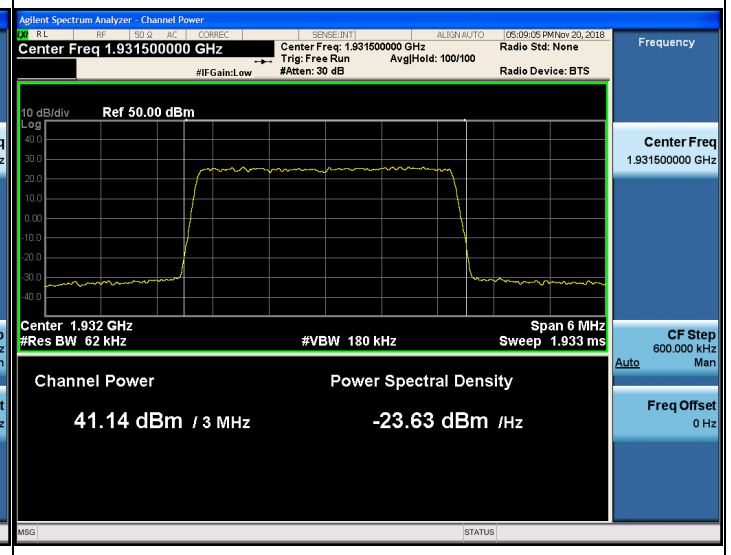 Agilent Spectrum Analyzer - Channel Power
LXI RL RF 50 Ω AC CORREC SENSE:INT ALIGN AUTO 05:09:05 PM Nov 20, 2018
Center Freq 1.931500000 GHz
Center Freq: 1.931500000 GHz Radio Std: None
Trig: Free Run Avg|Hold: 100/100
#IFGain:Low #Atten: 30 dB Radio Device: BTS
Frequency
10 dB/div Ref 50.00 dBm
Log
40.0
30.0
20.0
10.0
0.00
-10.0
-20.0
-30.0
-40.0
Center 1.932 GHz Span 6 MHz
#Res BW 62 kHz #VBW 180 kHz Sweep 1.933 ms
Center Freq
1.931500000 GHz
CF Step
600.000 kHz
Auto Man
Freq Offset
0 Hz
Channel Power Power Spectral Density
41.14 dBm / 3 MHz -23.63 dBm /Hz
MSG STATUS